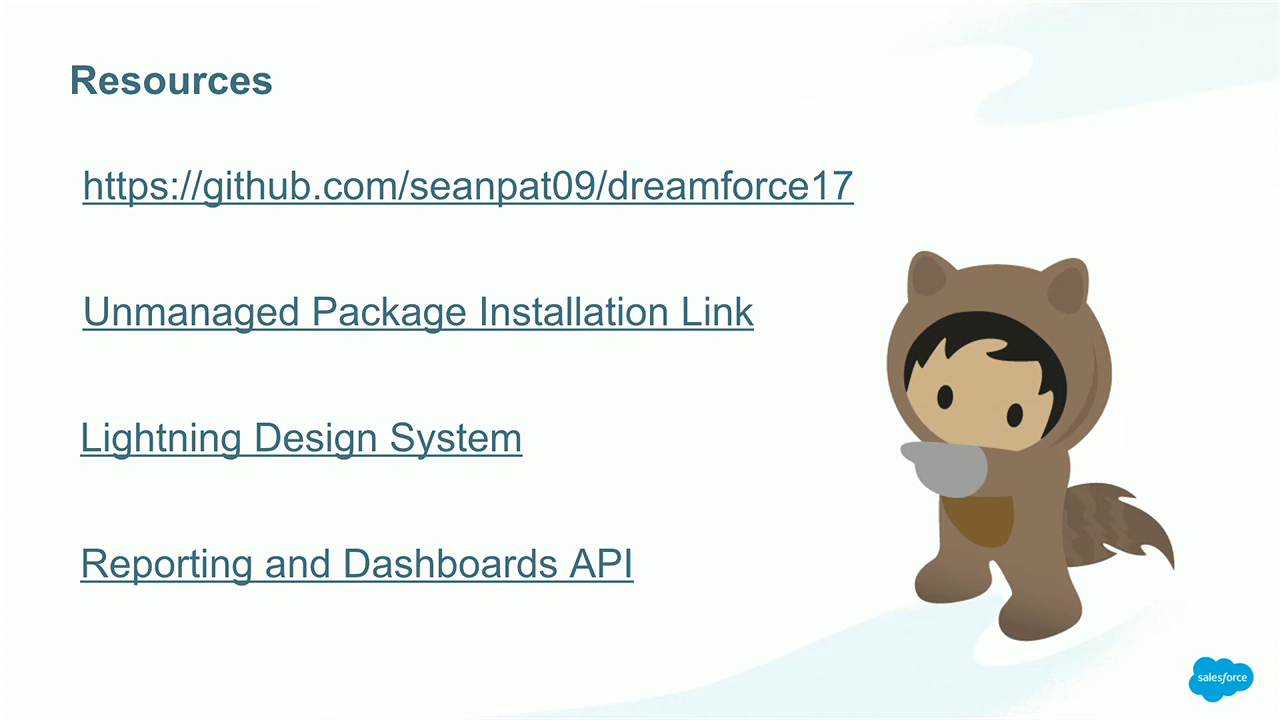 Resources
https://github.com/seanpat09/dreamforce17
Unmanaged Package Installation Link
Lightning Design System
Reporting and Dashboards API
salesforce